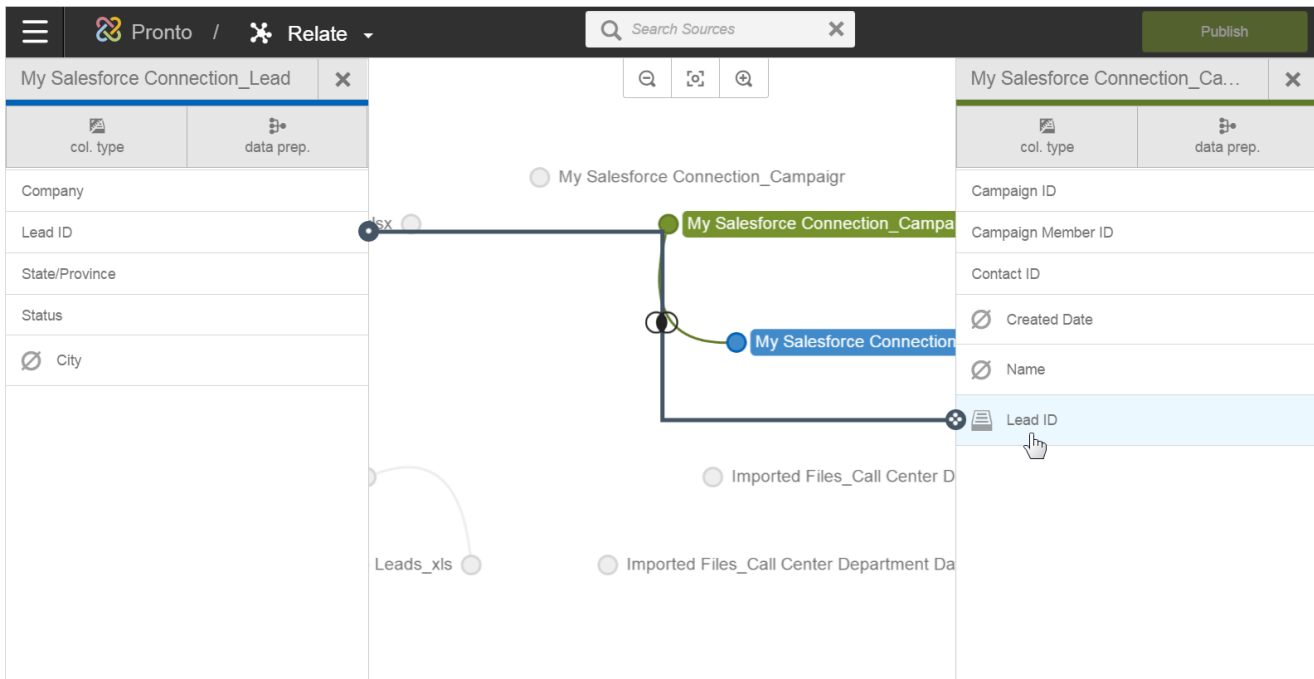 Pronto / Relate
Search Sources
Publish
My Salesforce Connection_Lead
col. type
data prep.
Company
Lead ID
State/Province
Status
City
My Salesforce Connection_Campaigr
sx
My Salesforce Connection_Campa
My Salesforce Connection
Imported Files_Call Center D
Leads_xls
Imported Files_Call Center Department Da
My Salesforce Connection_Ca...
col. type
data prep.
Campaign ID
Campaign Member ID
Contact ID
Created Date
Name
Lead ID